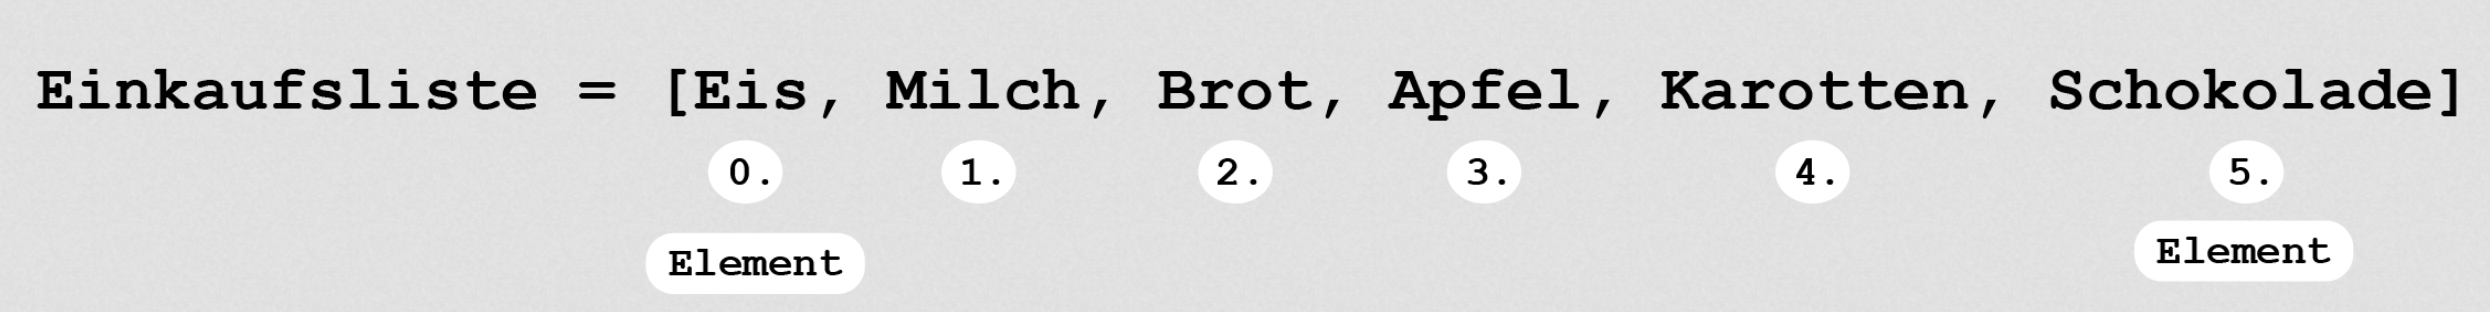 Einkaufsliste = [Eis, Milch, Brot, Apfel, Karotten, Schokolade]
0. 1. 2. 3. 4. 5.
Element Element